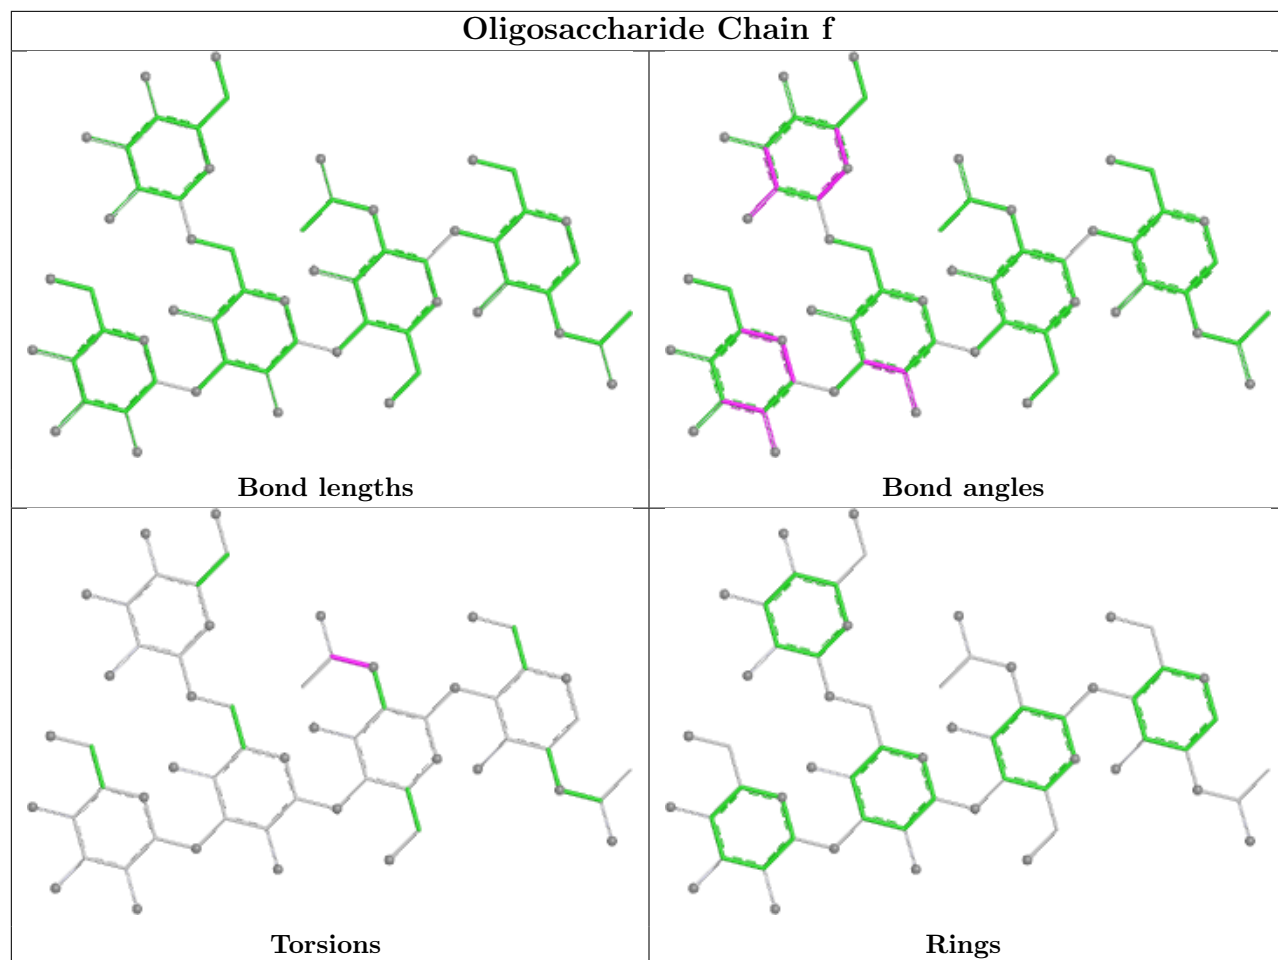 Oligosaccharide Chain f
Bond lengths
Bond angles
Torsions
Rings